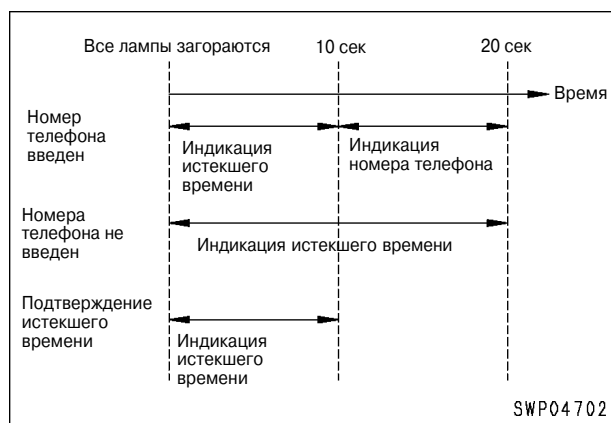 Все лампы загораются 10 сек 20 сек
Время
Номер
телефона
введен
Индикация
истекшего
времени
Индикация
номера телефона
Номера
телефона не
введен
Индикация истекшего времени
Подтверждение
истекшего
времени
Индикация
истекшего
времени
SWP04702